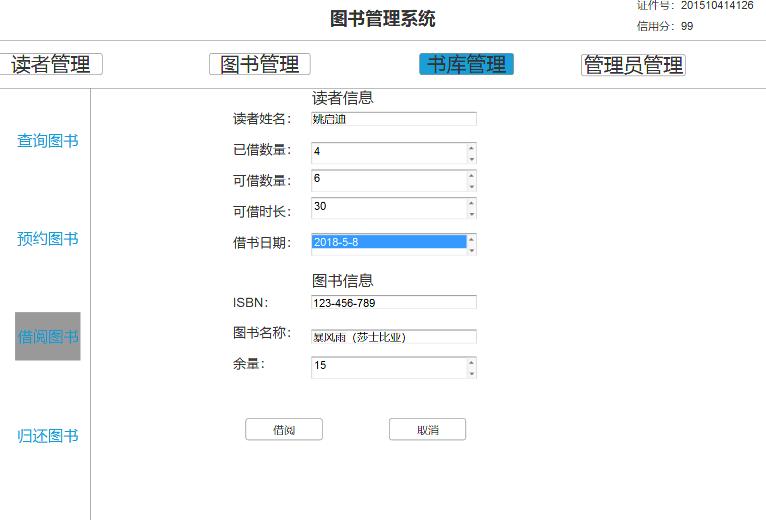 图书管理系统
证件号：201510414126
信用分：99
读者管理
图书管理
书库管理
管理员管理
查询图书
预约图书
借阅图书
归还图书
读者信息
读者姓名：
姚启迪
已借数量：
4
可借数量：
6
可借时长：
30
借书日期：
2018-5-8
图书信息
ISBN：
123-456-789
图书名称：
暴风雨（莎士比亚）
余量：
15
借阅
取消